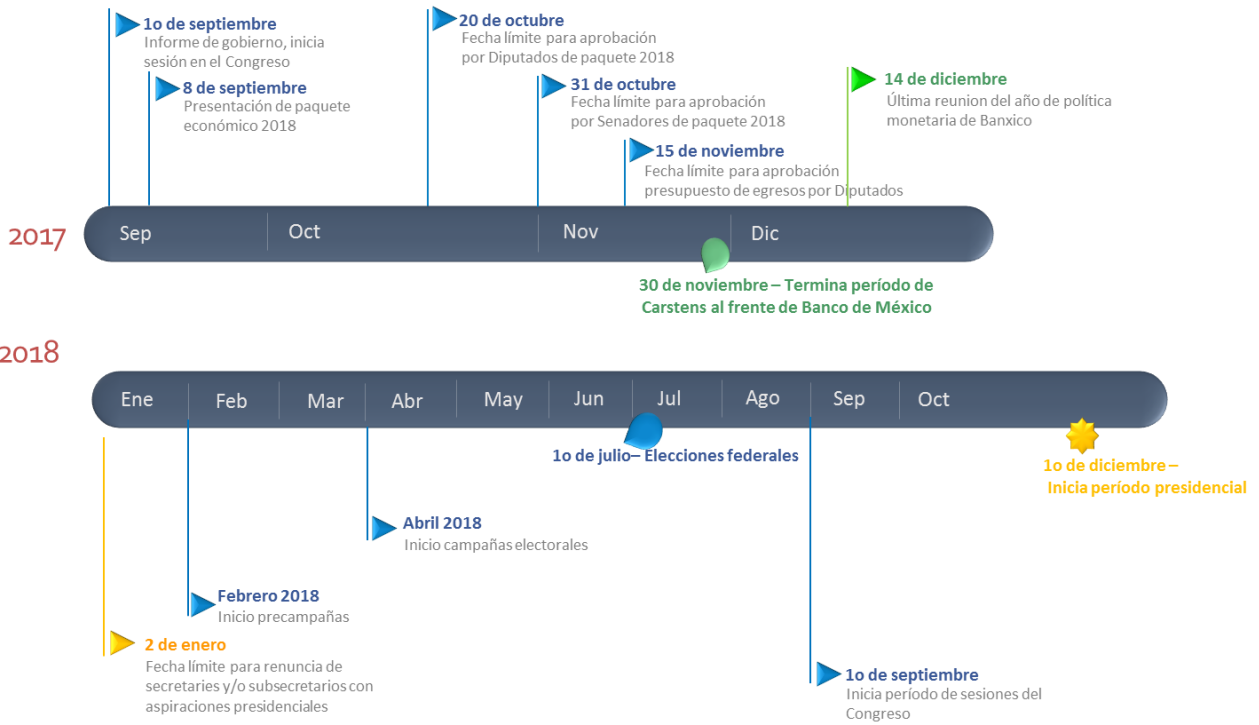 1o de septiembre
Informe de gobierno, inicia
sesión en el Congreso
8 de septiembre
Presentación de paquete
económico 2018
20 de octubre
Fecha límite para aprobación
por Diputados de paquete 2018
31 de octubre
Fecha límite para aprobación
por Senadores de paquete 2018
15 de noviembre
Fecha límite para aprobación
presupuesto de egresos por Diputados
14 de diciembre
Última reunion del año de política
monetaria de Banxico
2017
Sep Oct Nov Dic
30 de noviembre – Termina período de
Carstens al frente de Banco de México
2018
Ene Feb Mar Abr May Jun Jul Ago Sep Oct
1o de julio– Elecciones federales
1o de diciembre –
Inicia período presidencial
Abril 2018
Inicio campañas electorales
Febrero 2018
Inicio precampañas
2 de enero
Fecha límite para renuncia de
secretaries y/o subsecretarios con
aspiraciones presidenciales
1o de septiembre
Inicia período de sesiones del
Congreso